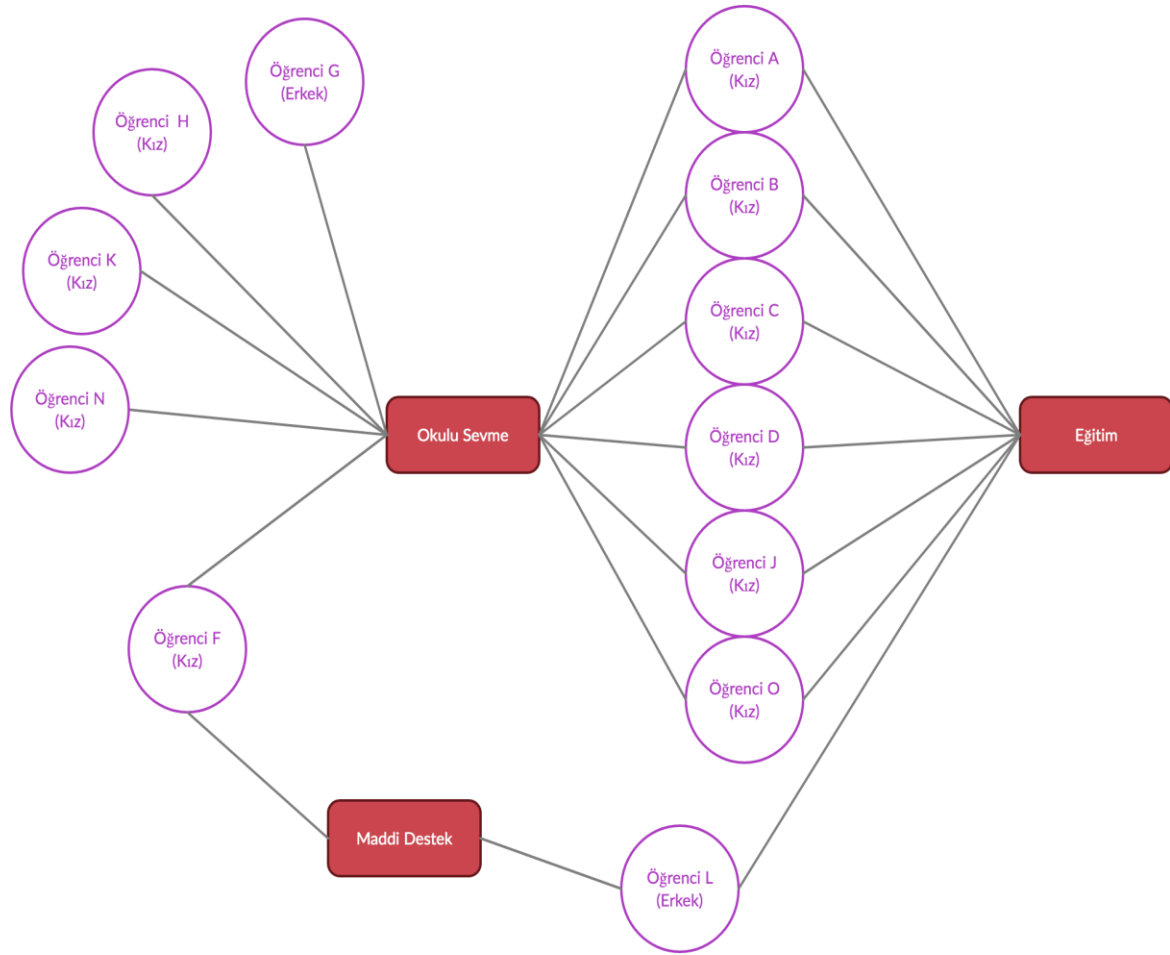 Öğrenci G
(Erkek)
Öğrenci  H
(Kız)
Öğrenci K
(Kız)
Öğrenci N
(Kız)
Öğrenci A
(Kız)
Öğrenci B
(Kız)
Öğrenci C
(Kız)
Öğrenci D
(Kız)
Öğrenci J
(Kız)
Öğrenci O
(Kız)
Okulu Sevme
Eğitim
Öğrenci F
(Kız)
Maddi Destek
Öğrenci L
(Erkek)